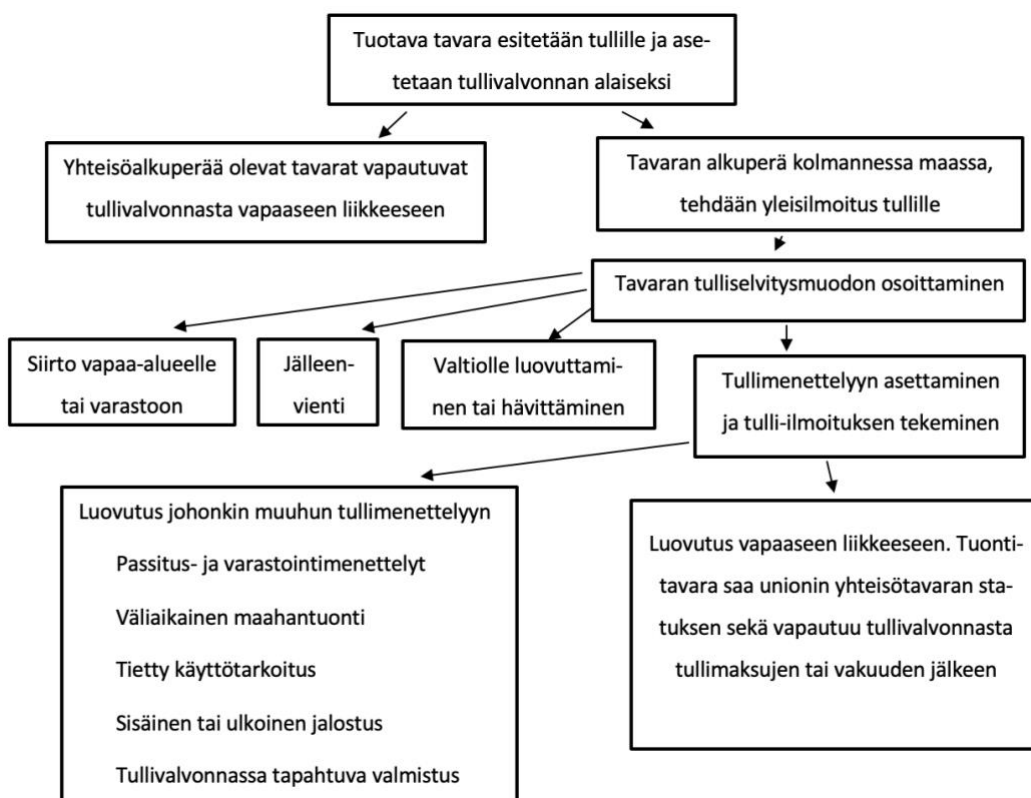 Tuotava tavara esitetään tullille ja ase-
tetaan tullivalvonnan alaiseksi
Yhteisöalkuperää olevat tavarat vapautuvat
tullivalvonnasta vapaaseen liikkeeseen
Tavaran alkuperä kolmannessa maassa,
tehdään yleisilmoitus tullille
Tavaran tulliselvitysmuodon osoittaminen
Siirto vapaa-alueelle
tai varastoon
Jälleen-
vienti
Valtiolle luovuttami-
nen tai hävittäminen
Tullimenettelyyn asettaminen
ja tulli-ilmoituksen tekeminen
Luovutus johonkin muuhun tullimenettelyyn
Passitus- ja varastointimenettelyt
Väliaikainen maahantuonti
Tietty käyttötarkoitus
Sisäinen tai ulkoinen jalostus
Tullivalvonnassa tapahtuva valmistus
Luovutus vapaaseen liikkeeseen. Tuonti-
tavara saa unionin yhteisötavaran sta-
tuksen sekä vapautuu tullivalvonnasta
tullimaksujen tai vakuuden jälkeen